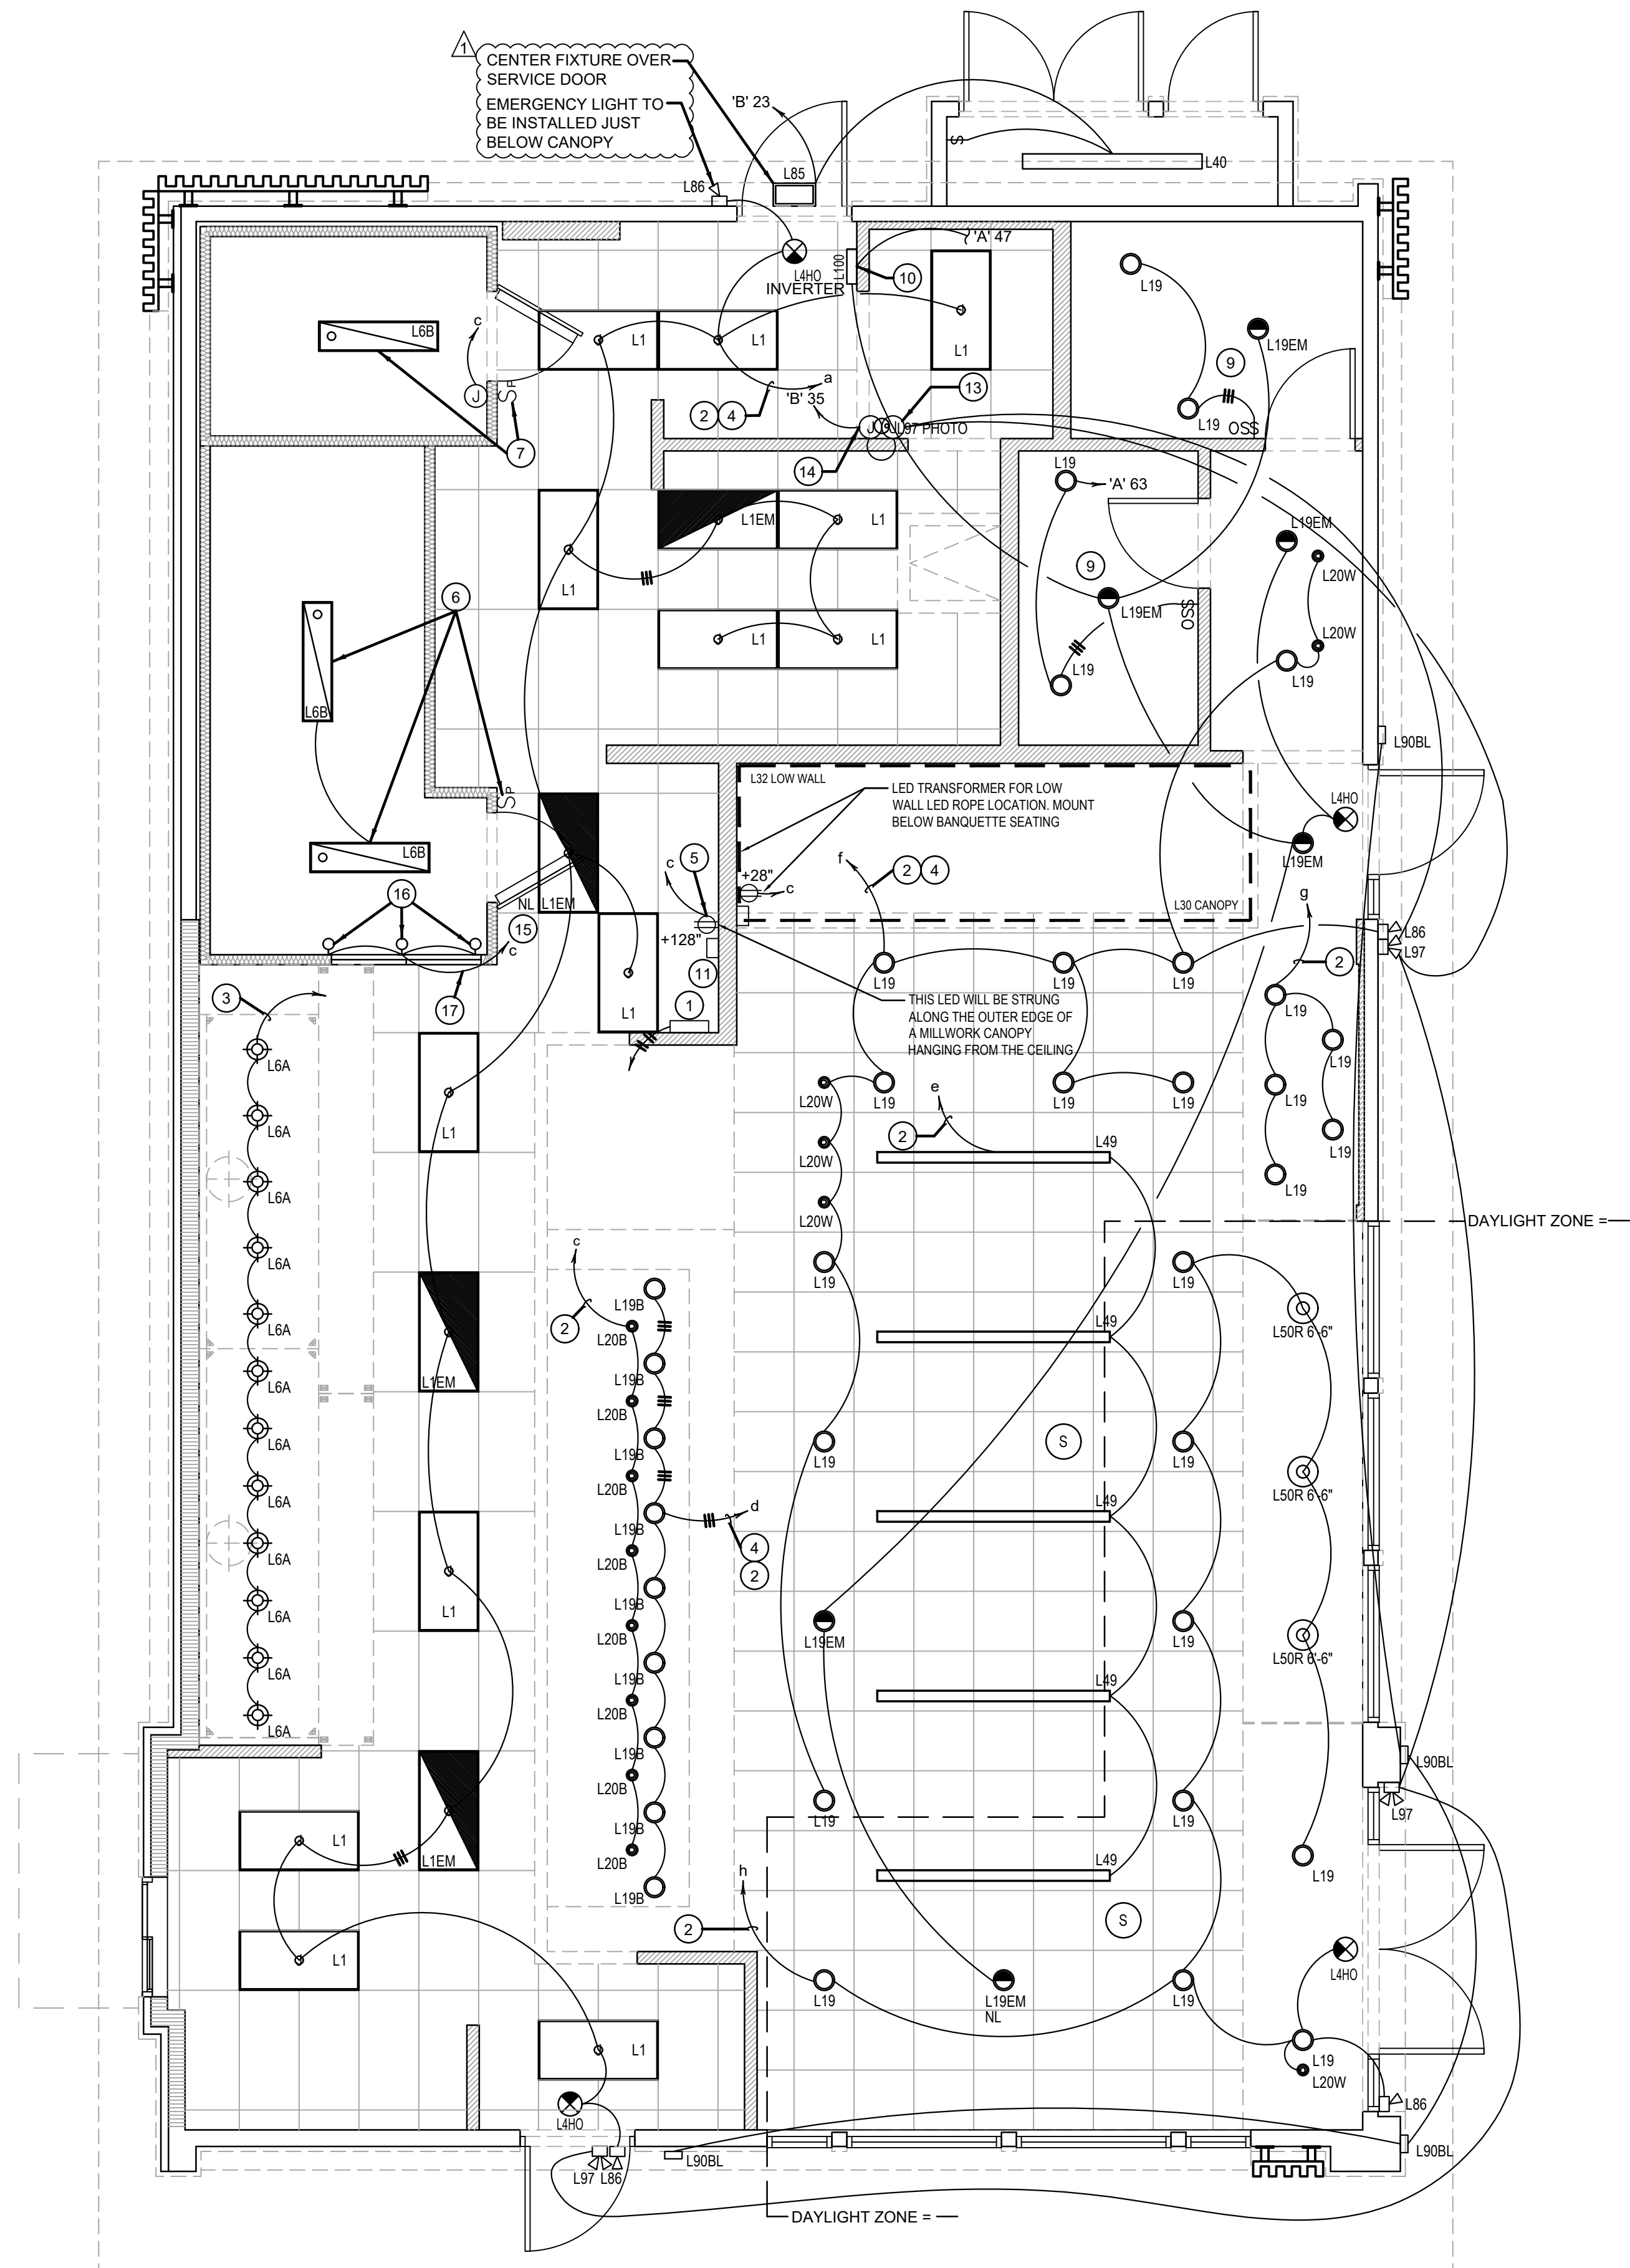 1
CENTER FIXTURE OVER
SERVICE DOOR
EMERGENCY LIGHT TO
BE INSTALLED JUST
BELOW CANOPY
'B' 23
L85
L86
S
L40
L4HO
INVERTER
L100
'A' 47
10
L19
L19EM
9
L19
OSS
L6B
c
J
S
P
7
L1
L1
L1
a
2
4
'B' 35
13
J
J
L97 PHOTO
14
L19
'A' 63
L1EM
L1
L1
L1
L1
9
L19EM
OSS
L19
L19EM
L20W
L20W
L19
6
L6B
L6B
S
P
L90BL
L32 LOW WALL
LED TRANSFORMER FOR LOW
WALL LED ROPE LOCATION. MOUNT
BELOW BANQUETTE SEATING
L4HO
L19EM
+28"
c
f
2
4
L30 CANOPY
g
c
5
NL
L1EM
16
15
c
17
+128"
11
1
L1
L86
L97
2
L19
L19
L19
L19
L19
L19
L19
L19
THIS LED WILL BE STRUNG
ALONG THE OUTER EDGE OF
A MILLWORK CANOPY
HANGING FROM THE CEILING
3
L6A
L6A
L6A
L6A
L6A
L6A
L6A
L6A
L6A
L6A
L6A
L6A
L1
L1EM
L1
L1EM
L20W
L20W
L20W
L19
L19
L19
e
2
L49
L49
L49
L49
L49
DAYLIGHT ZONE =
c
2
L19B
L20B
L19B
L20B
L19B
L20B
L19B
L20B
L19B
L20B
L19B
L20B
L19B
L20B
L19B
L20B
L19B
d
4
2
L19
L19
L19EM
L19
L19
L19
L19
L19
L50R 6'-6"
L50R 6'-6"
L50R 6'-6"
S
S
L90BL
L97
L19
L4HO
h
2
L19
L19EM
NL
L19
L19
L20W
L86
L90BL
L1
L1
L1
L4HO
L97
L86
L90BL
DAYLIGHT ZONE =